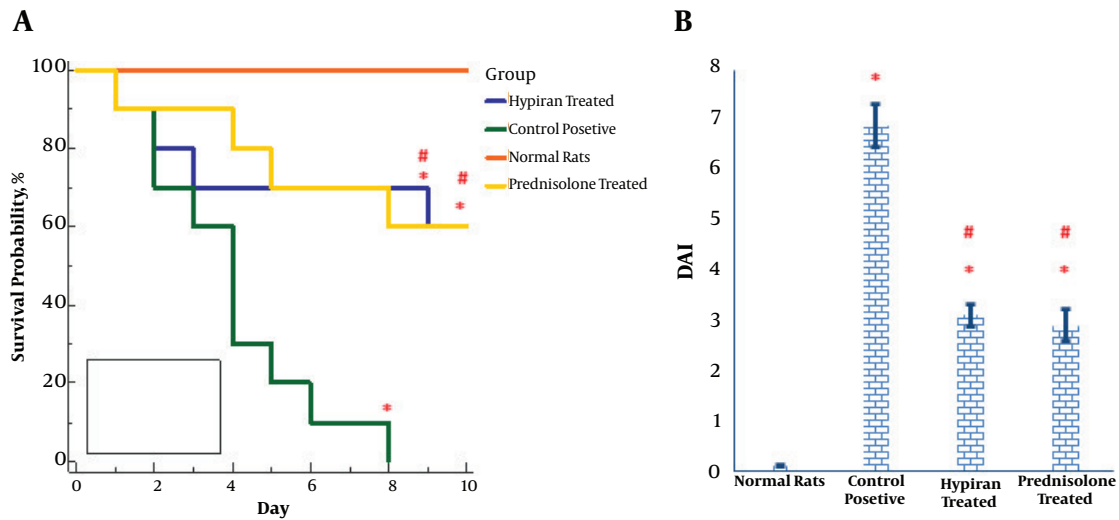 A
Survival Probability, %
100
80
60
40
20
0
0 2 4 6 8 10
Day
Group
Hypiran Treated
Control Posetive
Normal Rats
Prednisolone Treated
#
*
#
*
*
B
DAI
8
7
6
5
4
3
2
1
0
*
#
*
#
*
Normal Rats
Control
Posetive
Hypiran
Treated
Prednisolone
Treated